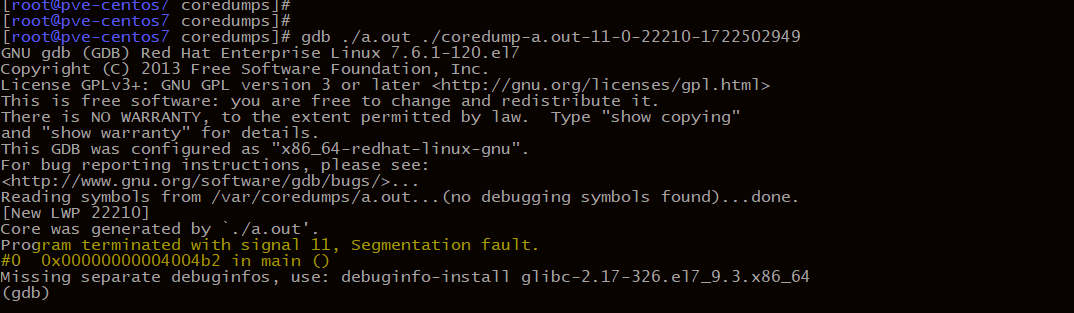 [root@pve-centos7 coredumps]#
[root@pve-centos7 coredumps]#
[root@pve-centos7 coredumps]# gdb ./a.out ./coredump-a.out-11-0-22210-1722502949
GNU gdb (GDB) Red Hat Enterprise Linux 7.6.1-120.el7
Copyright (C) 2013 Free Software Foundation, Inc.
License GPLv3+: GNU GPL version 3 or later <http://gnu.org/licenses/gpl.html>
This is free software: you are free to change and redistribute it.
There is NO WARRANTY, to the extent permitted by law.  Type "show copying"
and "show warranty" for details.
This GDB was configured as "x86_64-redhat-linux-gnu".
For bug reporting instructions, please see:
<http://www.gnu.org/software/gdb/bugs/>...
Reading symbols from /var/coredumps/a.out...(no debugging symbols found)...done.
[New LWP 22210]
Core was generated by `./a.out'.
Program terminated with signal 11, Segmentation fault.
#0  0x00000000004004b2 in main ()
Missing separate debuginfos, use: debuginfo-install glibc-2.17-326.el7_9.3.x86_64
(gdb)